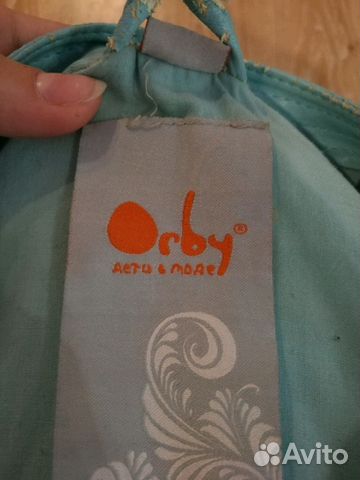 Orby®
дети в моде
Avito